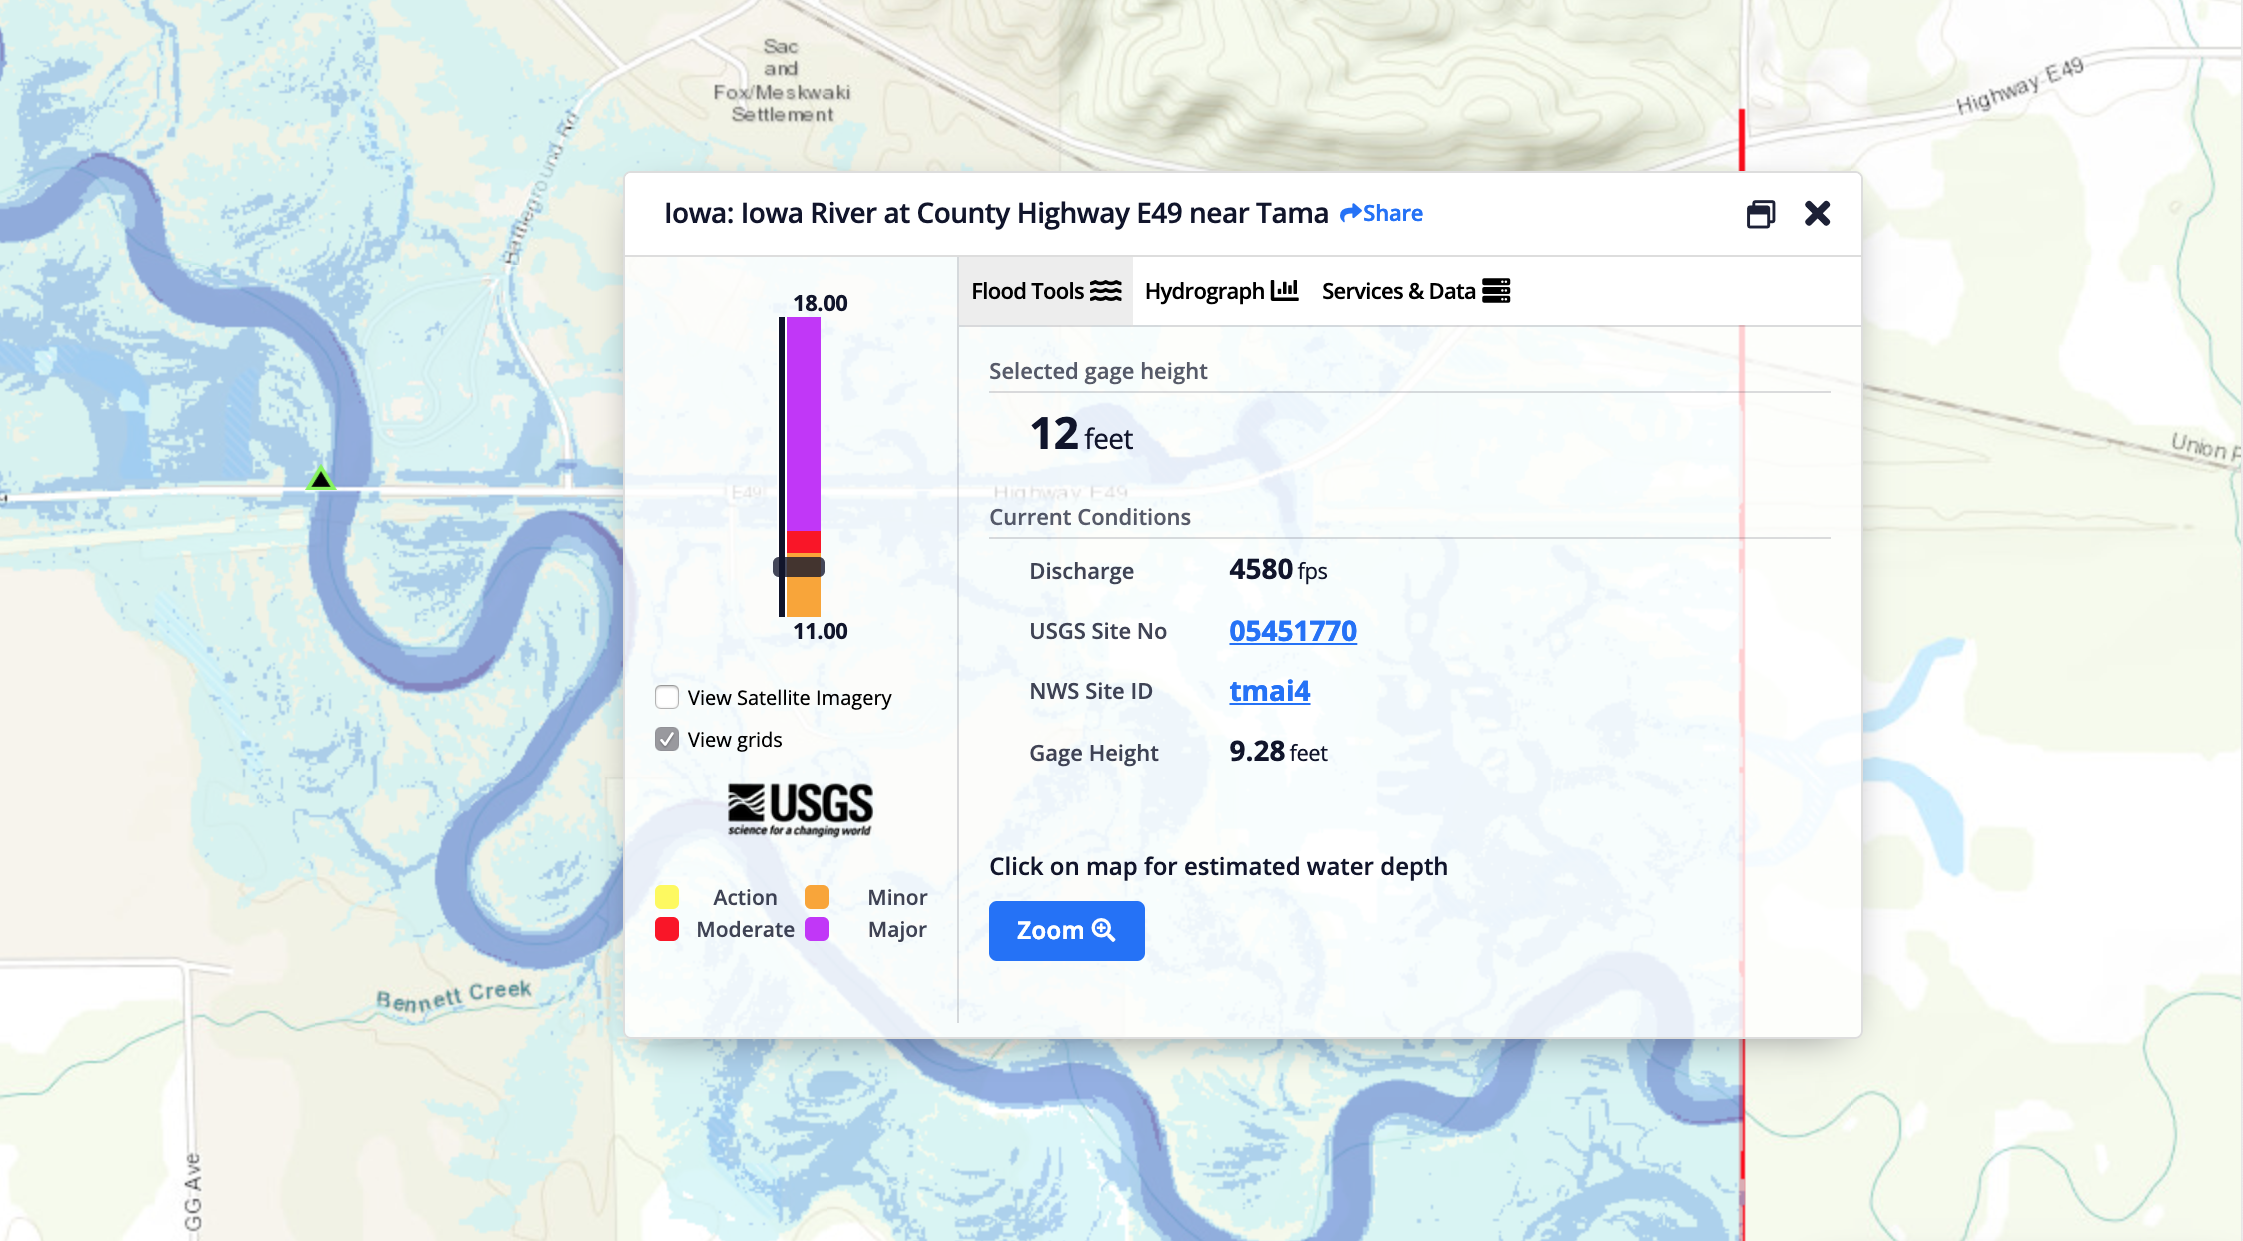 Sac
and
Fox/Meskwaki
Settlement
Highway E49
Battleground Rd
Iowa: Iowa River at County Highway E49 near Tama Share
18.00
11.00
View Satellite Imagery
View grids
USGS
science for a changing world
Action
Minor
Moderate
Major
Flood Tools
Hydrograph
Services & Data
Selected gage height
12 feet
E49
Highway E49
Current Conditions
Discharge 4580 fps
USGS Site No 05451770
NWS Site ID tmai4
Gage Height 9.28 feet
Click on map for estimated water depth
Zoom
Union P
Bennett Creek
GG Ave